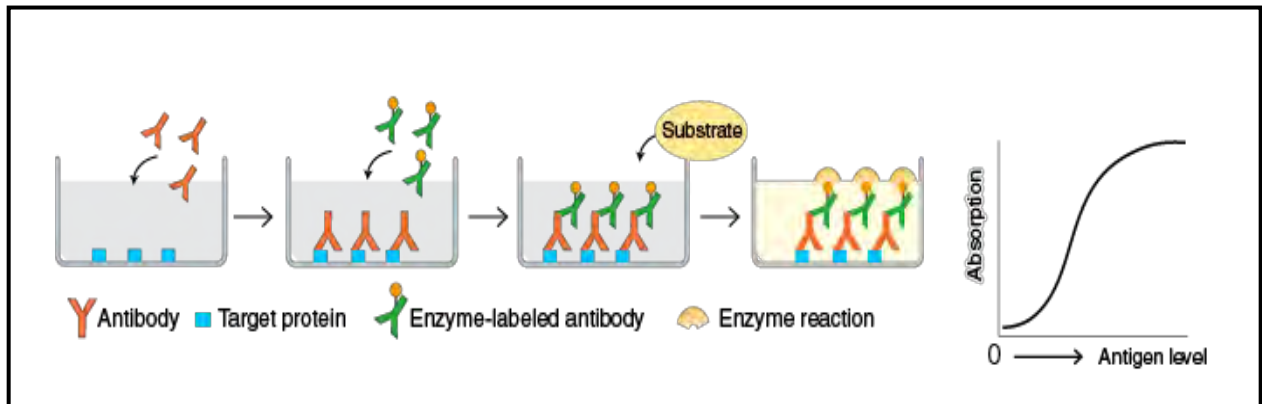 Substrate
Antibody
Target protein
Enzyme-labeled antibody
Enzyme reaction
Absorption
0
Antigen level